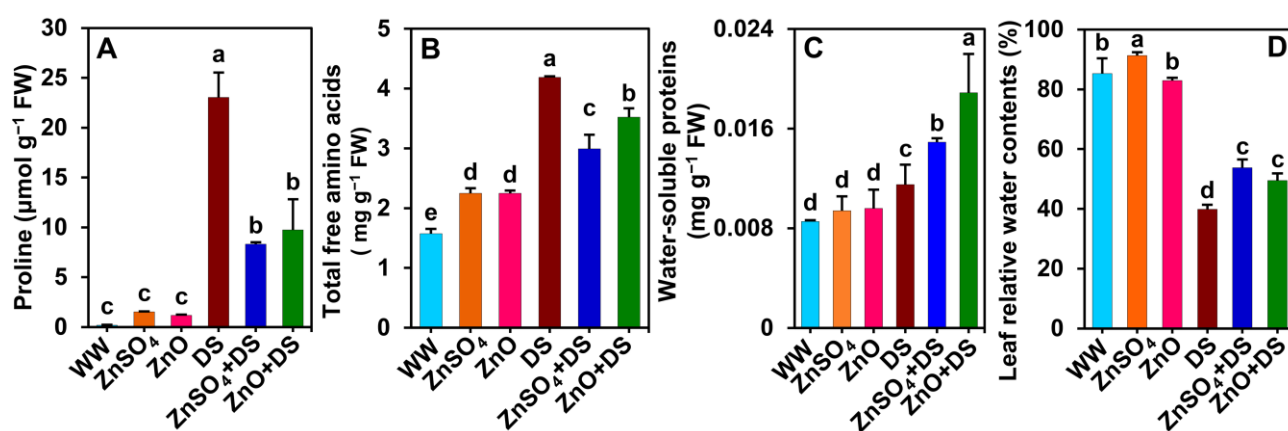 A
Proline (µmol g⁻¹ FW)
30
25
20
15
10
5
0
c
c
c
a
b
b
WW
ZnSO₄
ZnO
DS
ZnSO₄+DS
ZnO+DS
B
Total free amino acids
( mg g⁻¹ FW)
5
4
3
2
1
0
e
d
d
a
c
b
WW
ZnSO₄
ZnO
DS
ZnSO₄+DS
ZnO+DS
C
Water-soluble proteins
(mg g⁻¹ FW)
0.024
0.016
0.008
0
d
d
d
c
b
a
WW
ZnSO₄
ZnO
DS
ZnSO₄+DS
ZnO+DS
D
Leaf relative water contents (%)
100
80
60
40
20
0
b
a
b
d
c
c
WW
ZnSO₄
ZnO
DS
ZnSO₄+DS
ZnO+DS